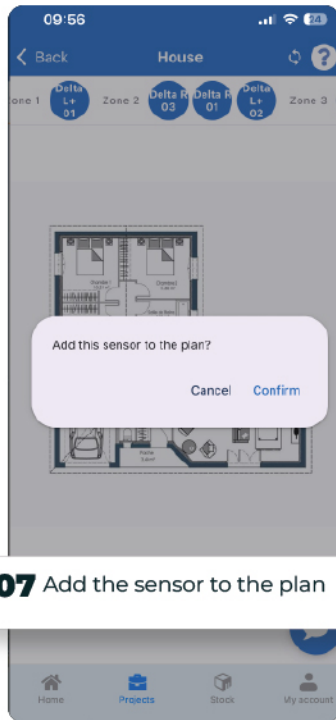 09:56
24
Back
House
?
one 1
Delta
L+
01
Zone 2
Delta R
03
Delta R
01
Delta
L+
02
Zone 3
Add this sensor to the plan?
Cancel
Confirm
07 Add the sensor to the plan
Home
Projects
Stock
My account